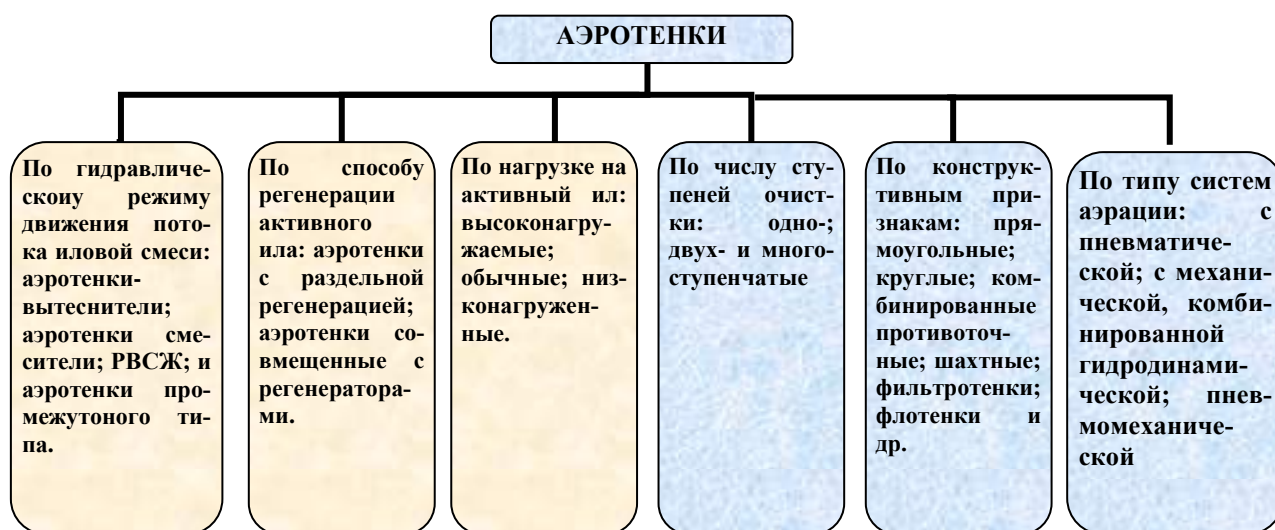 АЭРОТЕНКИ
По гидравличе-
скоиу режиму
движения пото-
ка иловой смеси:
аэротенки-
вытеснители;
аэротенки сме-
сители; РВСЖ; и
аэротенки про-
межутоного ти-
па.
По способу
регенерации
активного
ила: аэротенки
с раздельной
регенерацией;
аэротенки со-
вмещенные с
регенератора-
ми.
По нагрузке на
активный ил:
высоконагру-
жаемые;
обычные; низ-
конагружен-
ные.
По числу сту-
пеней очист-
ки: одно-;
двух- и много-
ступенчатые
По конструк-
тивным при-
знакам: пря-
моугольные;
круглые; ком-
бинированные
противоточ-
ные; шахтные;
фильтротенки;
флотенки и
др.
По типу систем
аэрации: с
пневматиче-
ской; с механи-
ческой, комби-
нированной
гидродинами-
ческой; пнев-
момеханиче-
ской